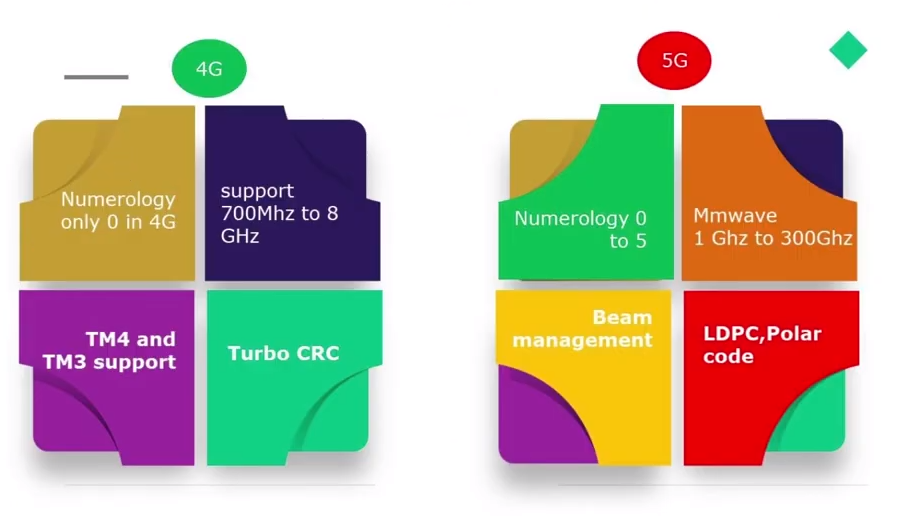 4G
Numerology
only 0 in 4G
support
700Mhz to 8
GHz
TM4 and
TM3 support
Turbo CRC
5G
Numerology 0
to 5
Mmwave
1 Ghz to 300Ghz
Beam
management
LDPC,Polar
code